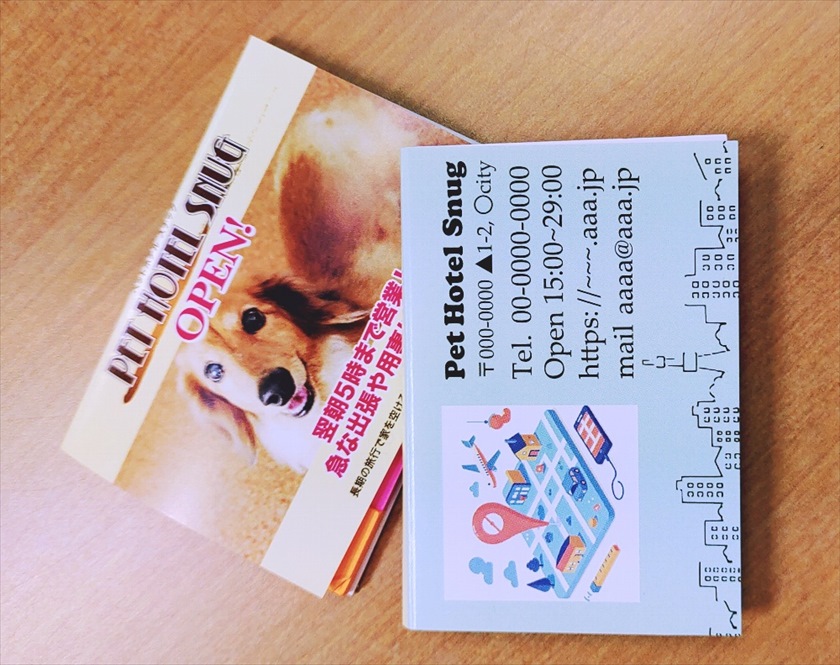 PET HOTEL SNUG
OPEN!
翌朝5時まで営業!
急な出張や用事
長期の旅行で家を空ける
Pet Hotel Snug
〒000-0000 ▲1-2, ○city
Tel. 00-0000-0000
Open 15:00~29:00
https://~~~.aaa.jp
mail aaaa@aaa.jp